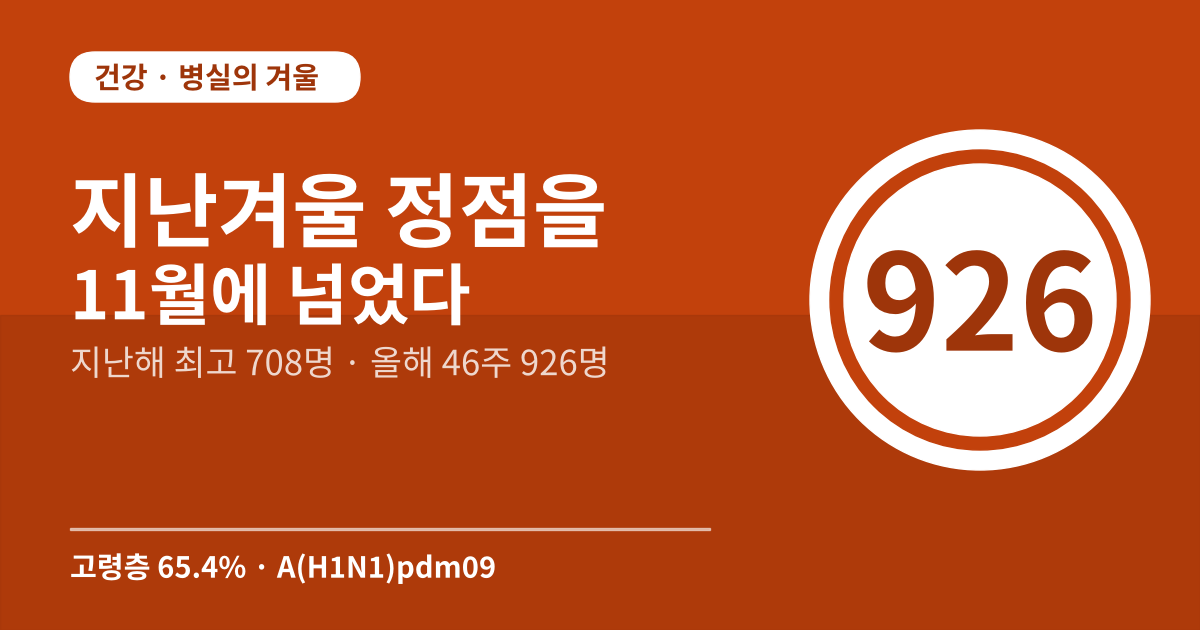 건강 · 병실의 겨울
지난겨울 정점을
11월에 넘었다
지난해 최고 708명 · 올해 46주 926명
926
고령층 65.4% · A(H1N1)pdm09